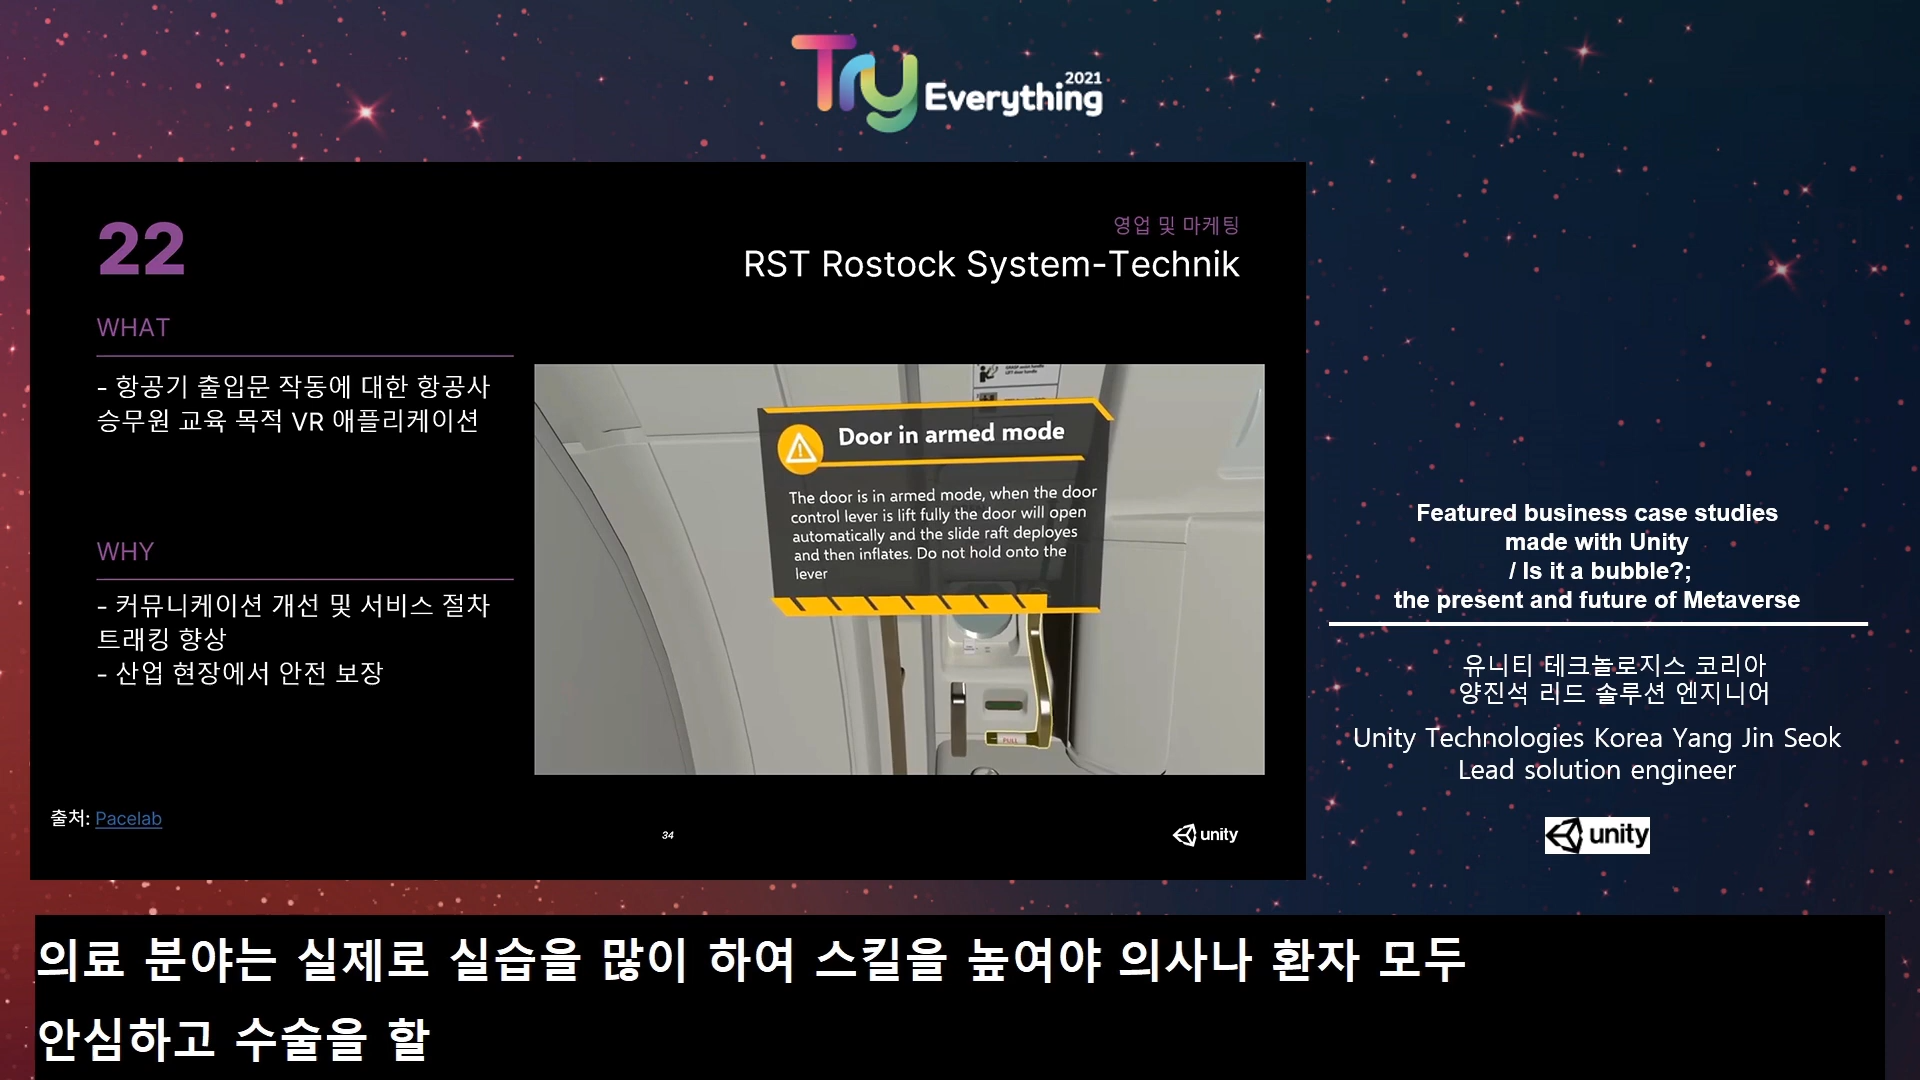 Try
2021
Everything
22
영업 및 마케팅
RST Rostock System-Technik
WHAT
- 항공기 출입문 작동에 대한 항공사
승무원 교육 목적 VR 애플리케이션
WHY
- 커뮤니케이션 개선 및 서비스 절차
트래킹 향상
- 산업 현장에서 안전 보장
Door in armed mode
The door is in armed mode, when the door
control lever is lift fully the door will open
automatically and the slide raft deployes
and then inflates. Do not hold onto the
lever
PULL
출처: Pacelab
34
unity
Featured business case studies
made with Unity
/ Is it a bubble?;
the present and future of Metaverse
유니티 테크놀로지스 코리아
양진석 리드 솔루션 엔지니어
Unity Technologies Korea Yang Jin Seok
Lead solution engineer
unity
의료 분야는 실제로 실습을 많이 하여 스킬을 높여야 의사나 환자 모두
안심하고 수술을 할